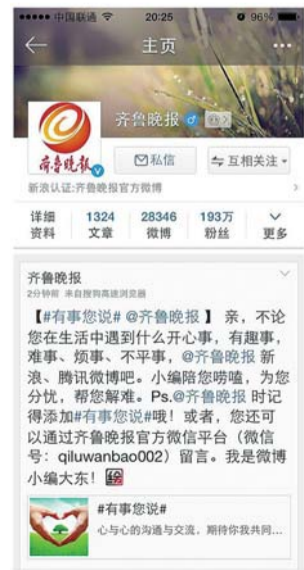 中国联通 20:25 96%
主页
齐鲁晚报
齐鲁晚报
私信 互相关注
新浪认证:齐鲁晚报官方微博
详细 1324 28346 193万
资料 文章 微博 粉丝 更多
齐鲁晚报
2分钟前 来自搜狗高速浏览器
【#有事您说# @齐鲁晚报 】 亲，不论
您在生活中遇到什么开心事，有趣事，
难事、烦事、不平事，@齐鲁晚报 新
浪、腾讯微博吧。小编陪您唠嗑，为您
分忧，帮您解难。Ps.@齐鲁晚报 时记
得添加#有事您说#哦！或者，您还可
以通过齐鲁晚报官方微信平台（微信
号：qiluwanbao002）留言。我是微博
小编大东！
#有事您说#
心与心的沟通与交流，期待你我共同...